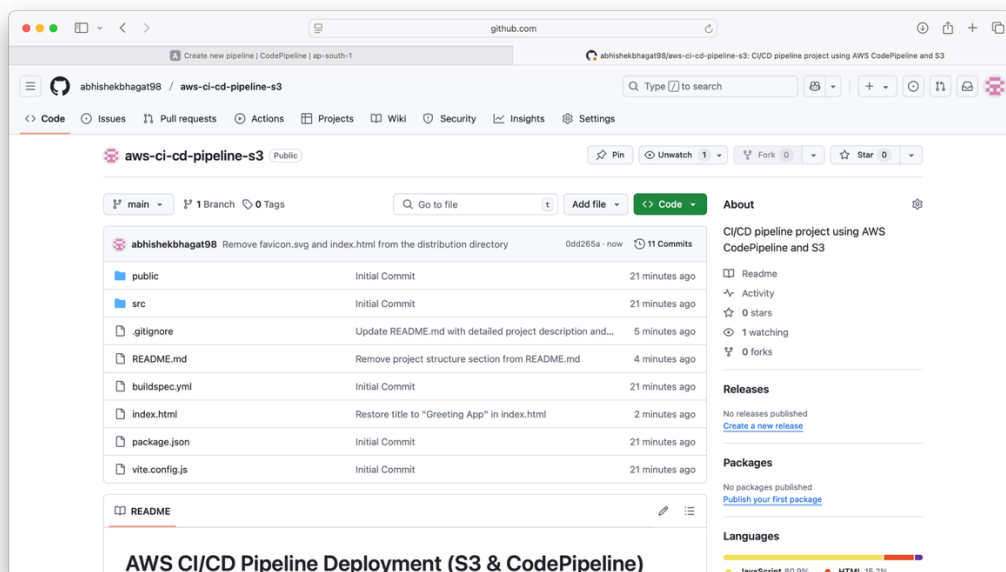 github.com
Create new pipeline | CodePipeline | ap-south-1
abhishekbhagat98/aws-ci-cd-pipeline-s3: CI/CD pipeline project using AWS CodePipeline and S3
abhishekbhagat98 / aws-ci-cd-pipeline-s3
Type / to search
Code Issues Pull requests Actions Projects Wiki Security Insights Settings
aws-ci-cd-pipeline-s3 Public
Pin Unwatch 1 Fork 0 Star 0
main 1 Branch 0 Tags Go to file t Add file Code
About
CI/CD pipeline project using AWS
CodePipeline and S3
abhishekbhagat98 Remove favicon.svg and index.html from the distribution directory 0dd265a · now 11 Commits
public Initial Commit 21 minutes ago
src Initial Commit 21 minutes ago
.gitignore Update README.md with detailed project description and... 5 minutes ago
README.md Remove project structure section from README.md 4 minutes ago
buildspec.yml Initial Commit 21 minutes ago
index.html Restore title to "Greeting App" in index.html 2 minutes ago
package.json Initial Commit 21 minutes ago
vite.config.js Initial Commit 21 minutes ago
Readme
Activity
0 stars
1 watching
0 forks
Releases
No releases published
Create a new release
Packages
No packages published
Publish your first package
Languages
JavaScript 80.9% HTML 15.2%
README
AWS CI/CD Pipeline Deployment (S3 & CodePipeline)